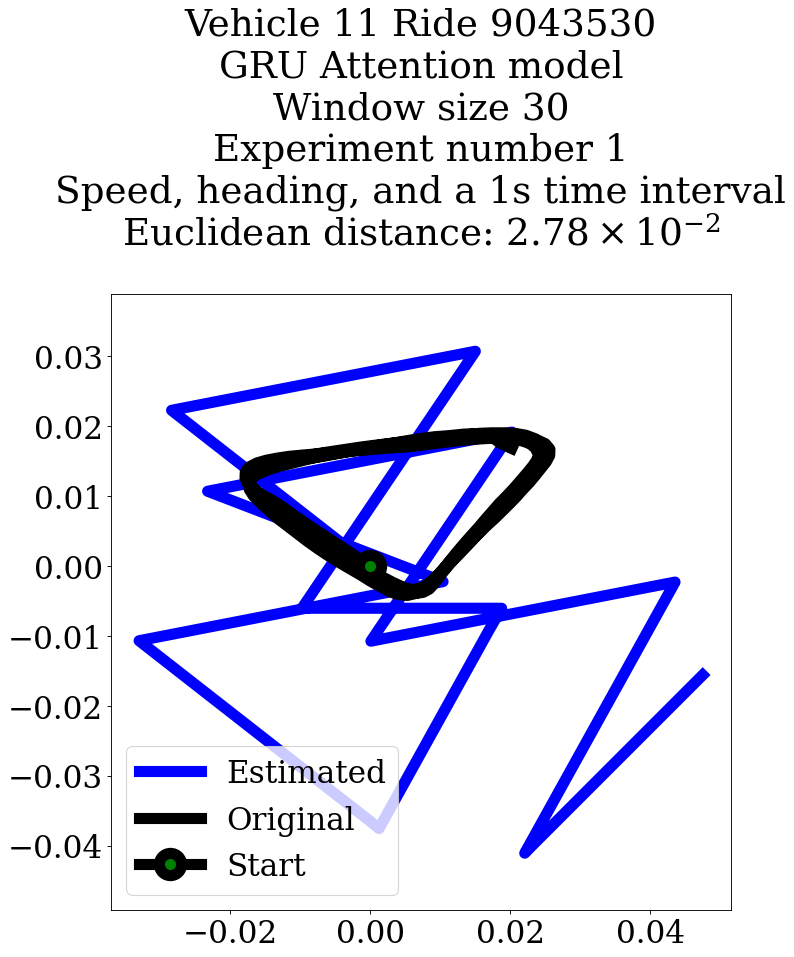 Vehicle 11 Ride 9043530
GRU Attention model
Window size 30
Experiment number 1
Speed, heading, and a 1s time interval
Euclidean distance: 2.78 × 10⁻²
0.03
0.02
0.01
0.00
−0.01
−0.02
−0.03
−0.04
Estimated
Original
Start
−0.02 0.00 0.02 0.04